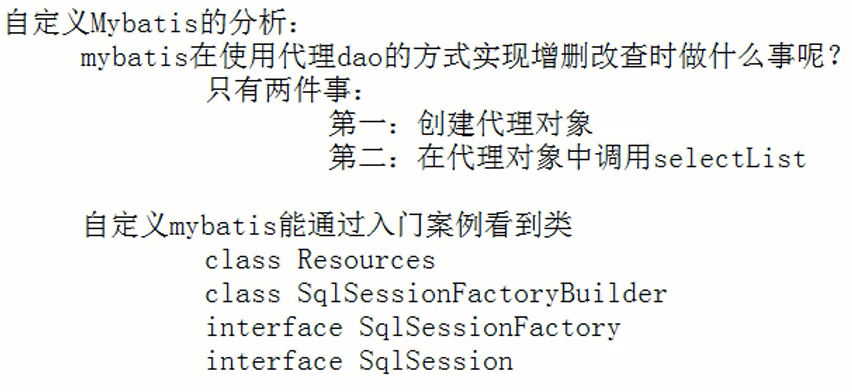 自定义Mybatis的分析：
mybatis在使用代理dao的方式实现增删改查时做什么事呢？
只有两件事：
第一：创建代理对象
第二：在代理对象中调用selectList
自定义mybatis能通过入门案例看到类
class Resources
class SqlSessionFactoryBuilder
interface SqlSessionFactory
interface SqlSession